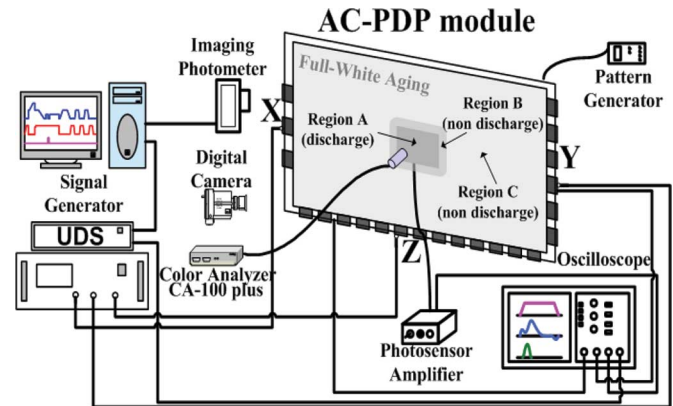 AC-PDP module
Imaging
Photometer
Full-White Aging
Pattern
Generator
X
Region A
(discharge)
Region B
(non discharge)
Y
Region C
(non discharge)
Digital
Camera
Signal
Generator
UDS
Color Analyzer
CA-100 plus
Z
Oscilloscope
Photosensor
Amplifier